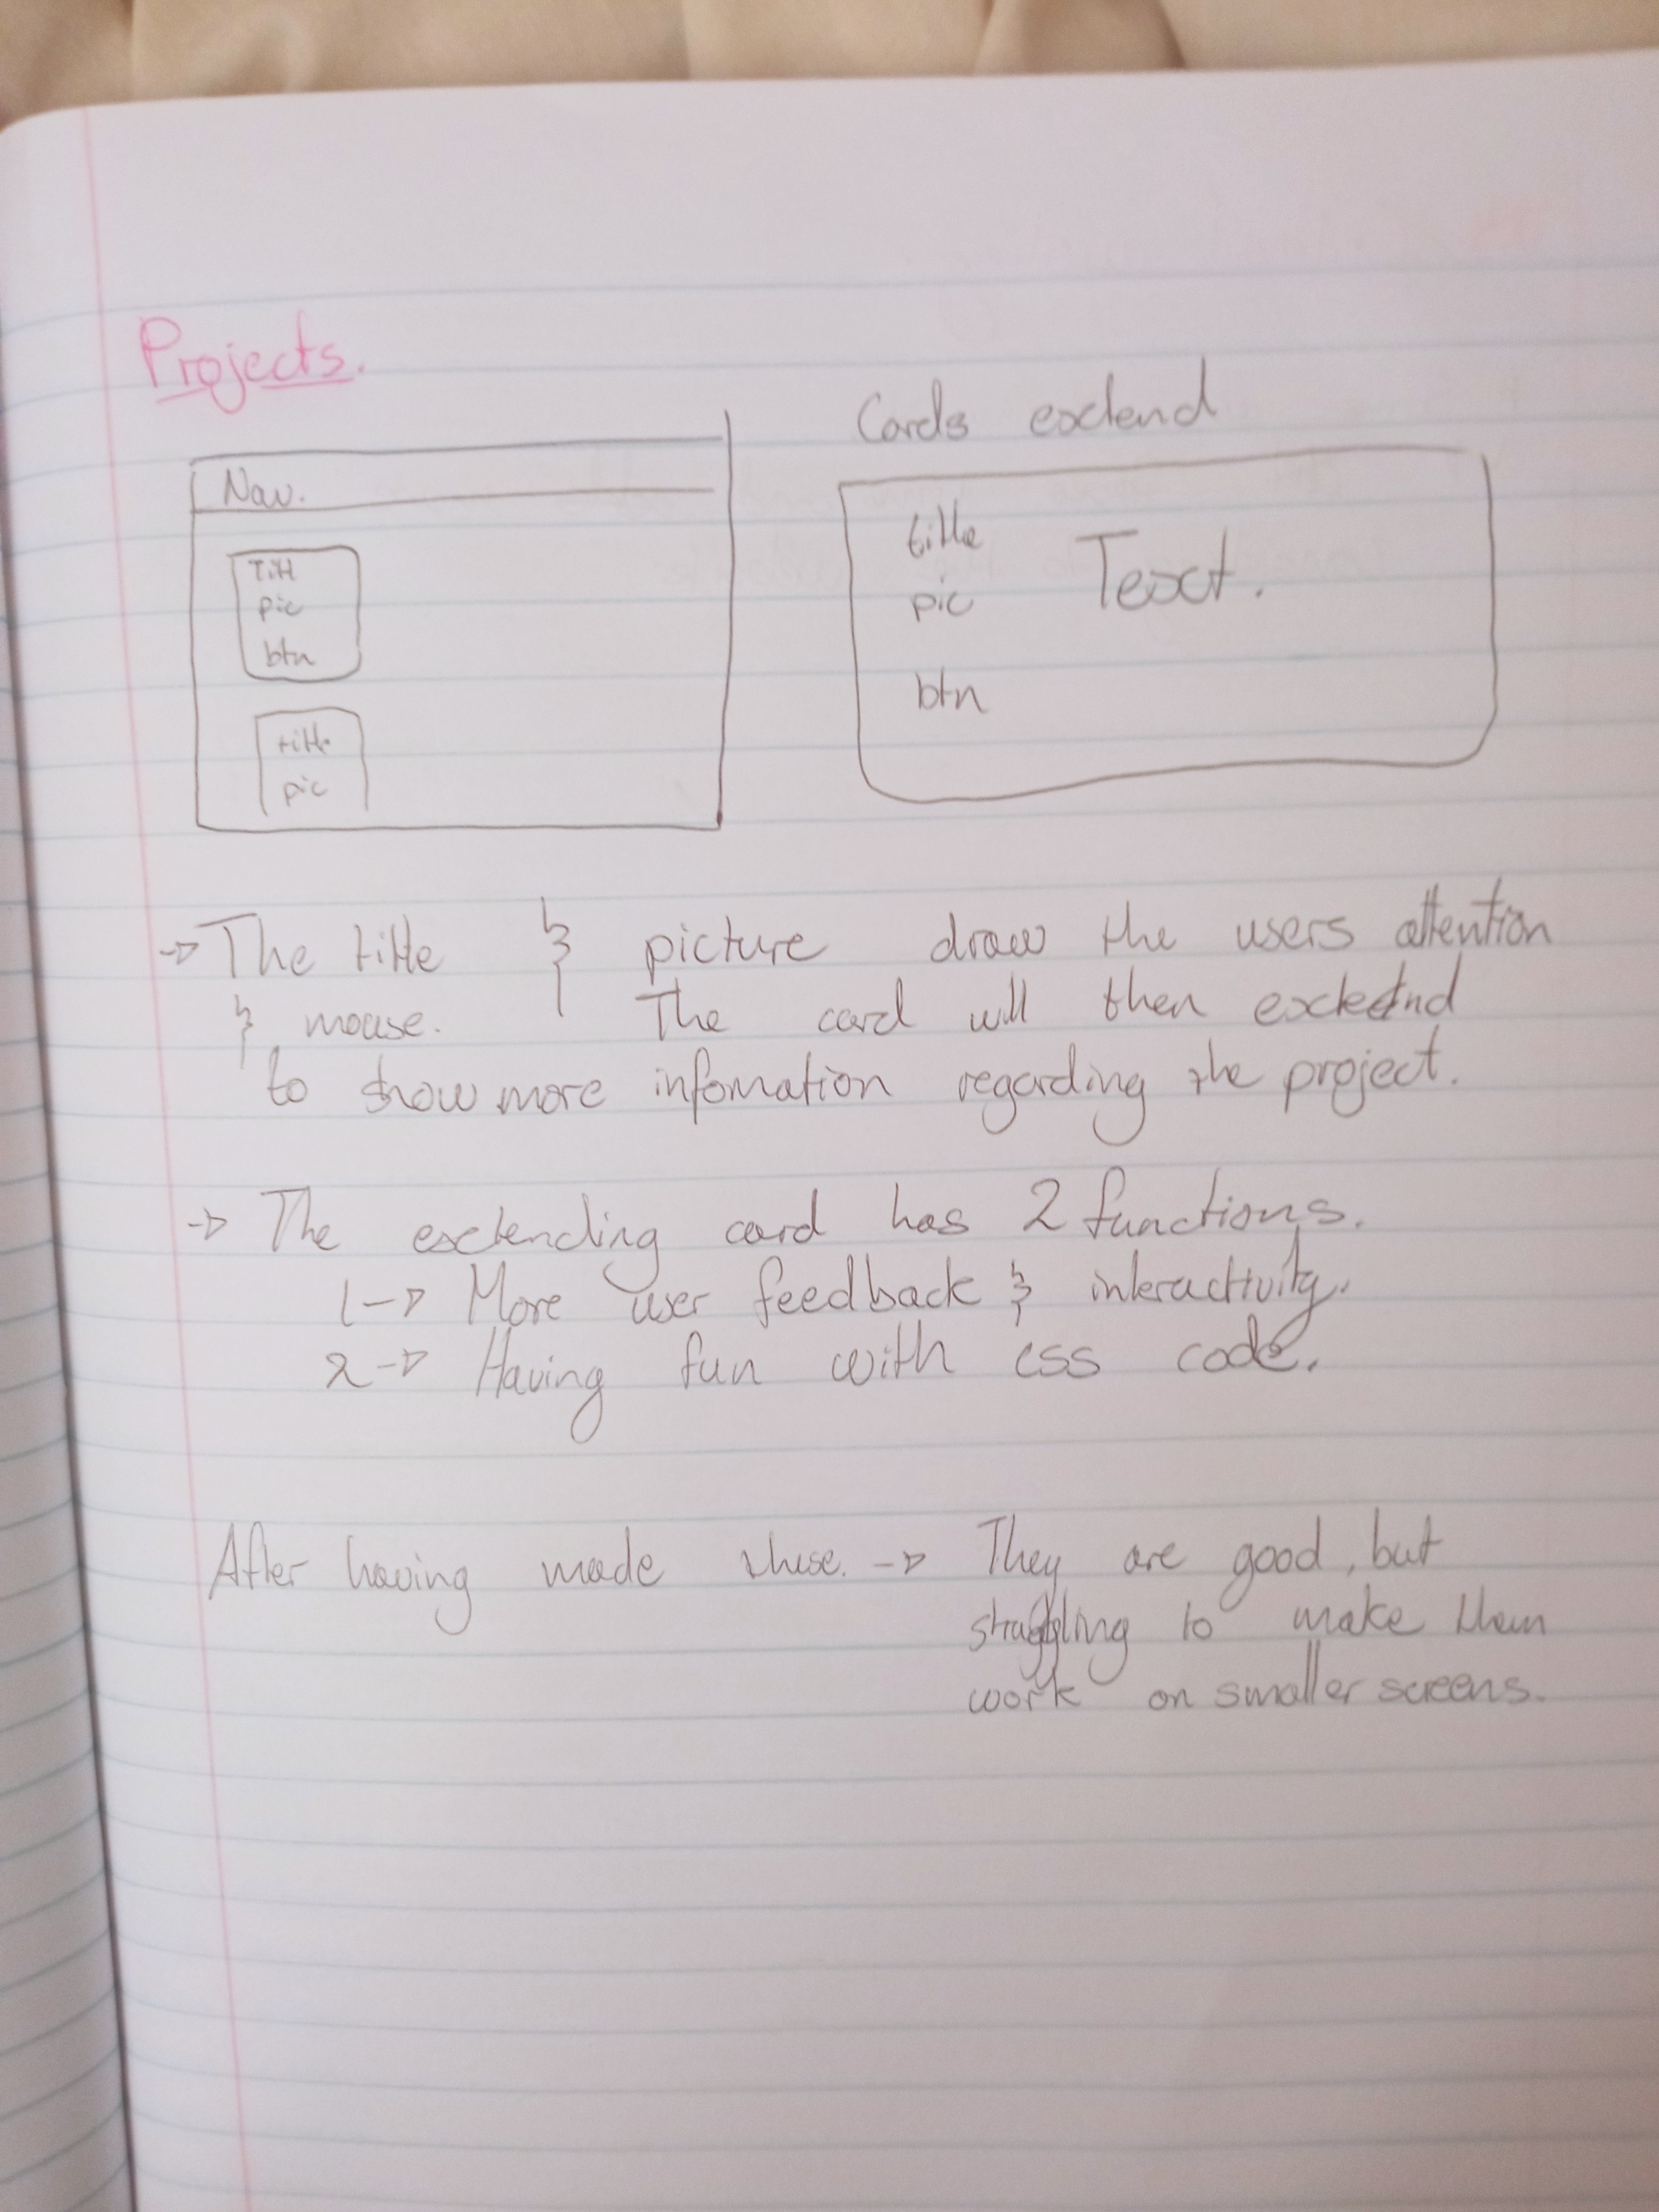 Projects.
Cards extend
Nav.
Titl
pic
btn
title
pic
title
pic
btn
Text.
→ The title & picture draw the users attention
& mouse. The card will then extend
to show more infomation regarding the project.
→ The extending card has 2 functions.
1→ More user feedback & interactivity.
2→ Having fun with css code.
After having made these. → They are good, but
struggling to make them
work on smaller screens.